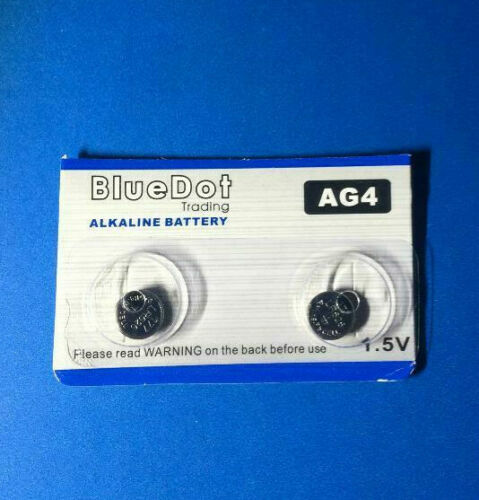 BlueDot
Trading
AG4
ALKALINE BATTERY
Please read WARNING on the back before use
1.5V